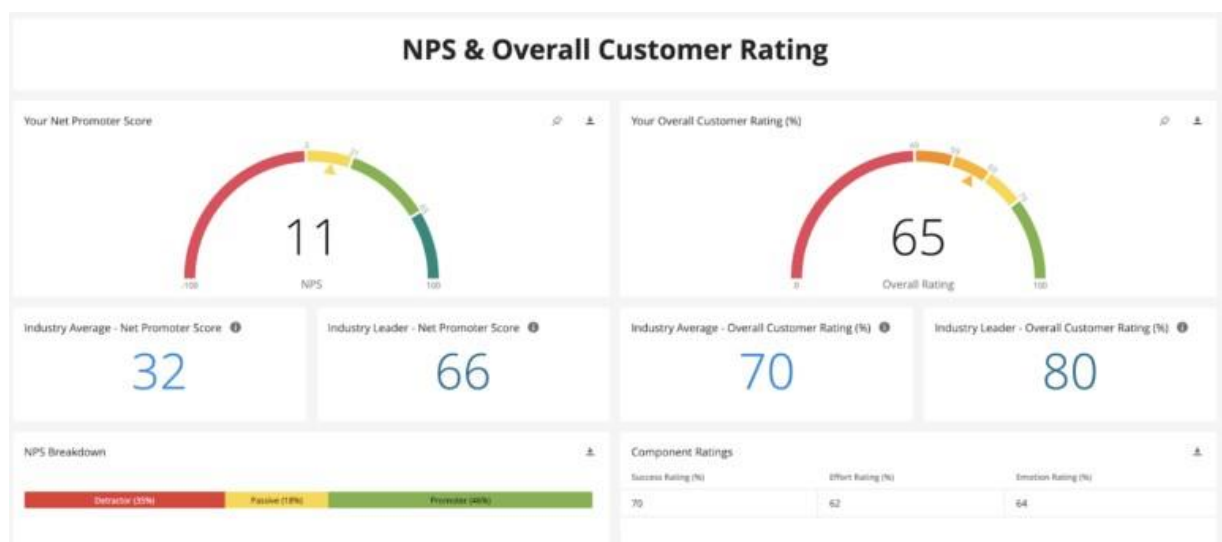 NPS & Overall Customer Rating
Your Net Promoter Score
Your Overall Customer Rating (%)
0
-100
11
NPS
100
0
65
Overall Rating
100
Industry Average - Net Promoter Score
Industry Leader - Net Promoter Score
Industry Average - Overall Customer Rating (%)
Industry Leader - Overall Customer Rating (%)
32
66
70
80
NPS Breakdown
Detractor (35%)
Passive (18%)
Promoter (46%)
Component Ratings
Success Rating (%)
Effort Rating (%)
Emotion Rating (%)
70
62
64